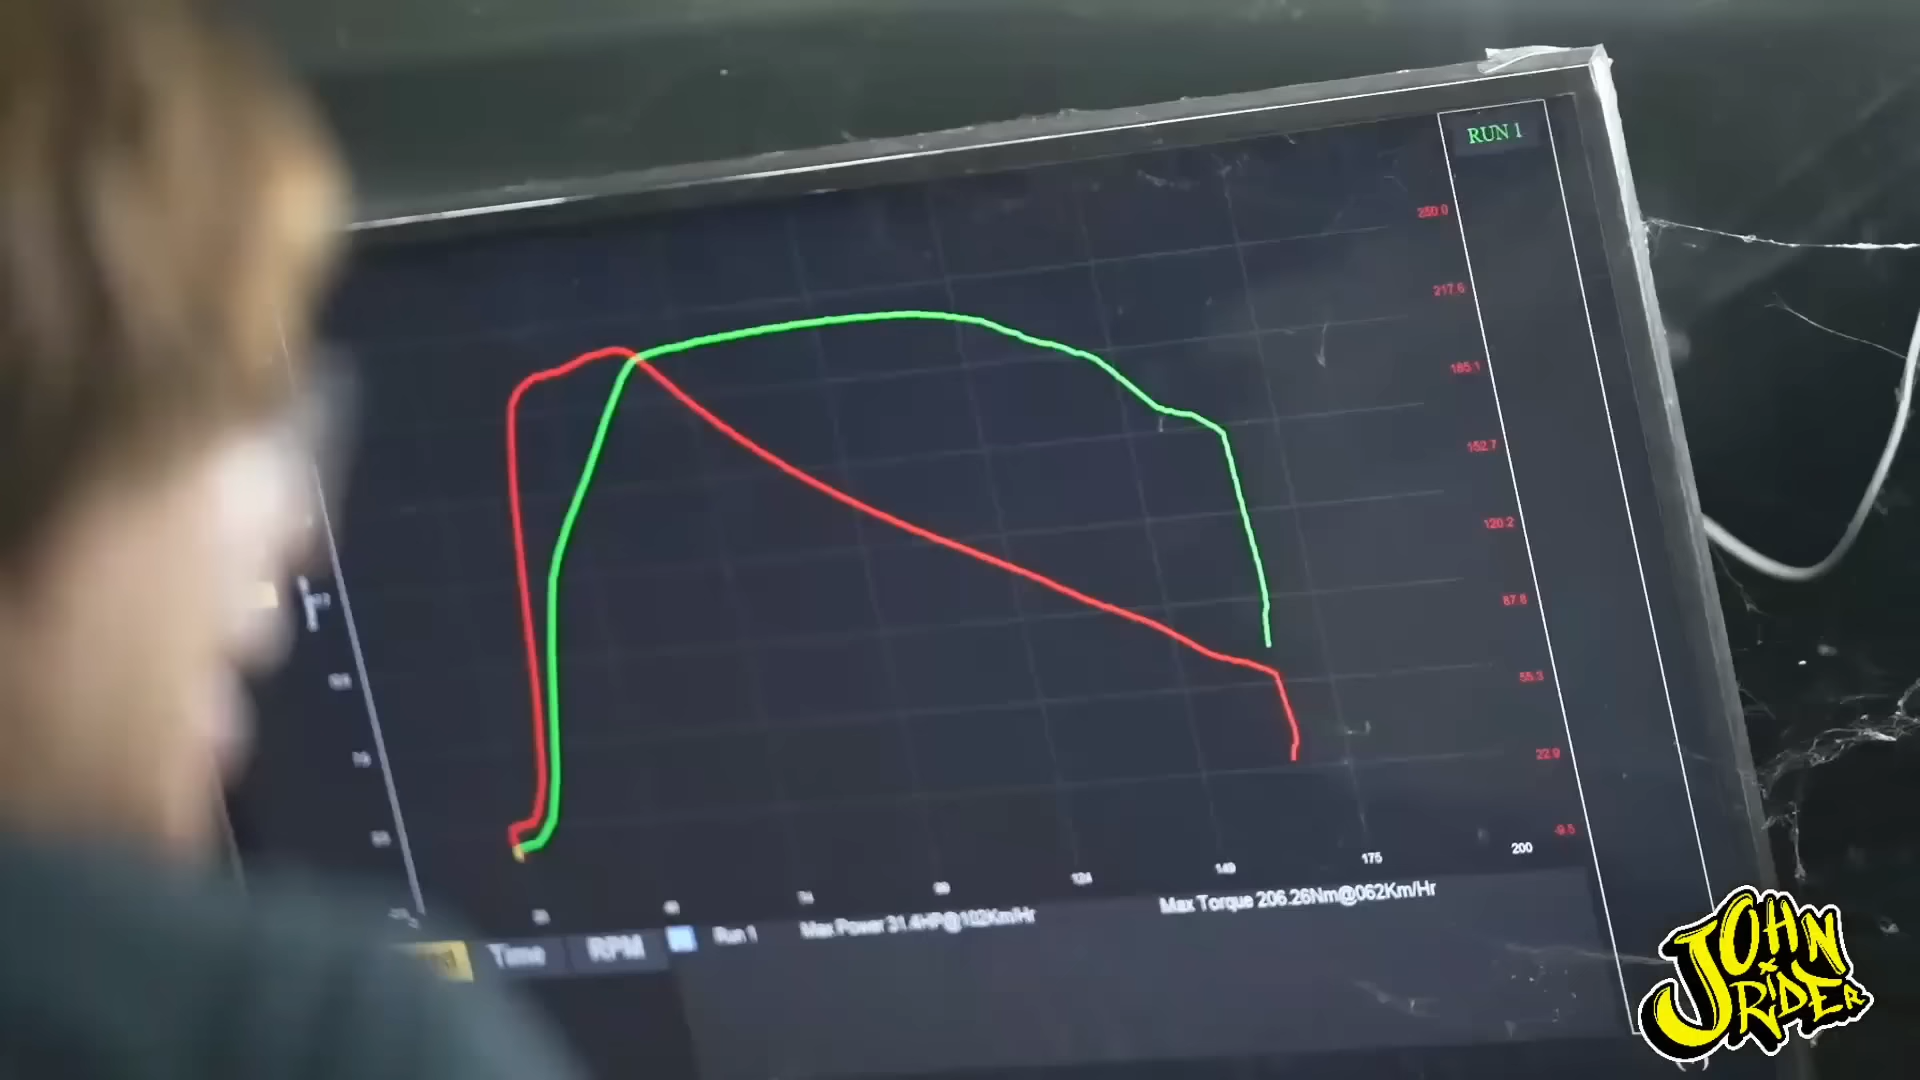 RUN 1
250.0
217.6
185.1
152.7
120.2
87.8
55.3
22.9
-9.5
99
124
149
175
200
Time
RPM
Run 1
Max Power 31.4HP@102Km/Hr
Max Torque 206.26Nm@062Km/Hr
JOHN
RIDER